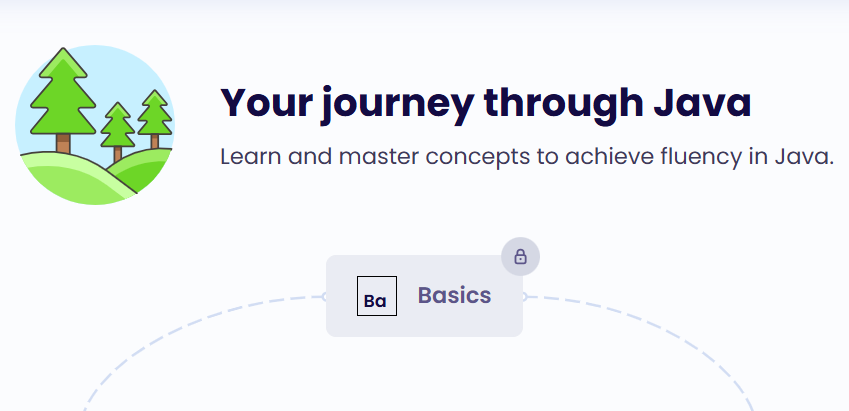 Your journey through Java
Learn and master concepts to achieve fluency in Java.
Ba Basics